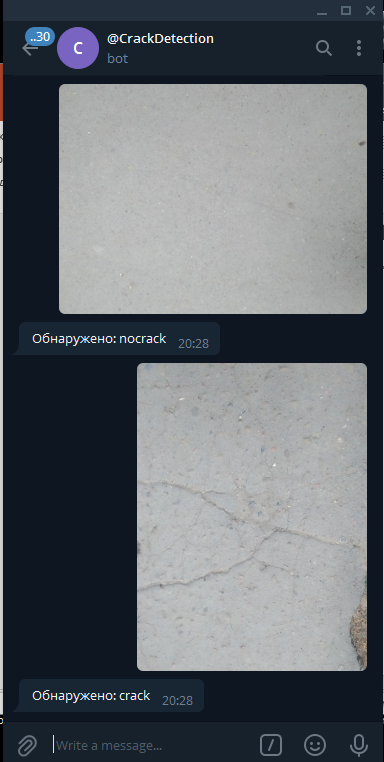 ..30
C
@CrackDetection
bot
Обнаружено: nocrack 20:28
Обнаружено: crack 20:28
Write a message...